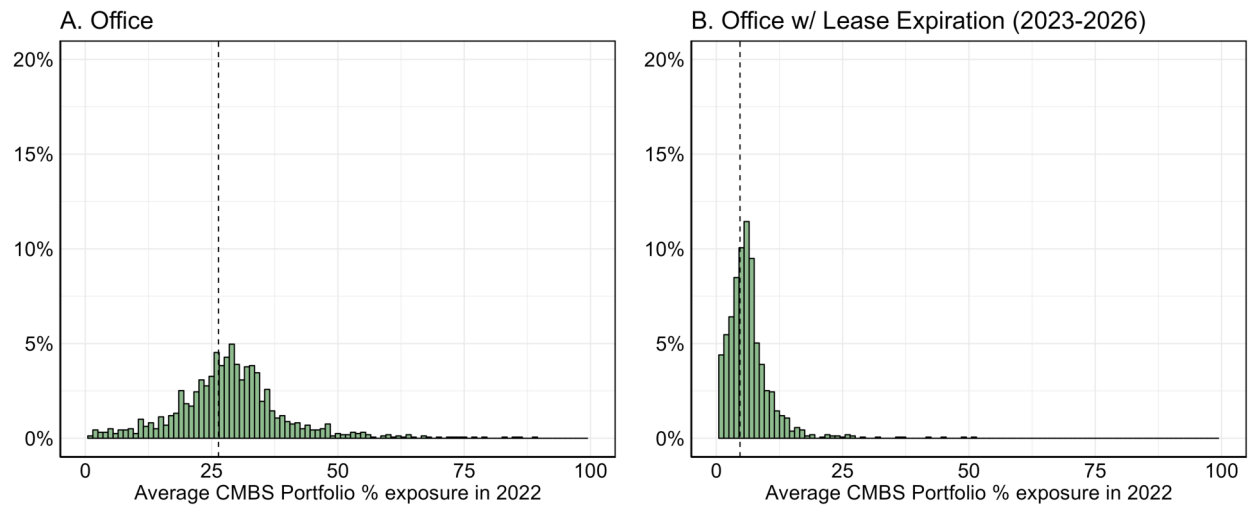 A. Office
20%
15%
10%
5%
0%
0 25 50 75 100
Average CMBS Portfolio % exposure in 2022
B. Office w/ Lease Expiration (2023-2026)
20%
15%
10%
5%
0%
0 25 50 75 100
Average CMBS Portfolio % exposure in 2022